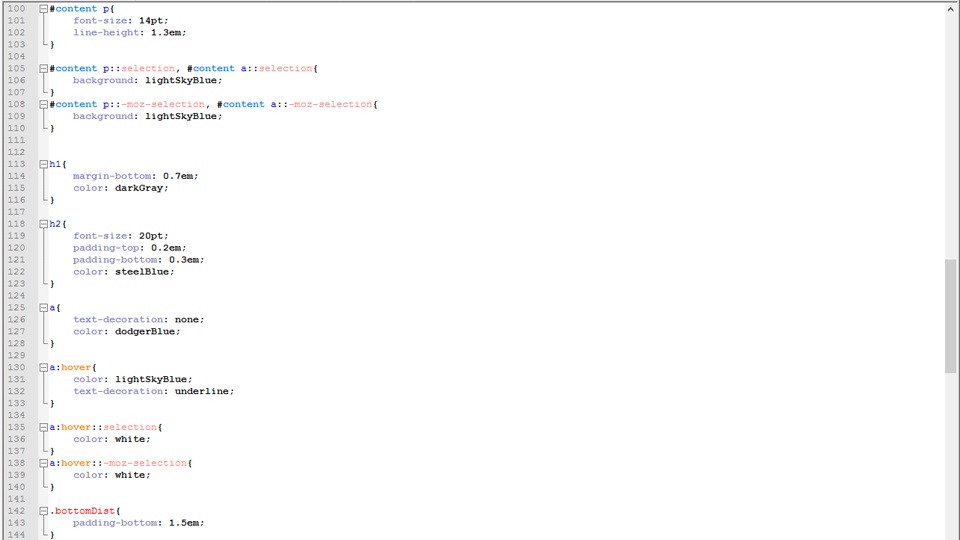 100 #content p{
101     font-size: 14pt;
102     line-height: 1.3em;
103 }
104
105 #content p::selection, #content a::selection{
106     background: lightSkyBlue;
107 }
108 #content p::-moz-selection, #content a::-moz-selection{
109     background: lightSkyBlue;
110 }
111
112
113 h1{
114     margin-bottom: 0.7em;
115     color: darkGray;
116 }
117
118 h2{
119     font-size: 20pt;
120     padding-top: 0.2em;
121     padding-bottom: 0.3em;
122     color: steelBlue;
123 }
124
125 a{
126     text-decoration: none;
127     color: dodgerBlue;
128 }
129
130 a:hover{
131     color: lightSkyBlue;
132     text-decoration: underline;
133 }
134
135 a:hover::selection{
136     color: white;
137 }
138 a:hover::-moz-selection{
139     color: white;
140 }
141
142 .bottomDist{
143     padding-bottom: 1.5em;
144 }